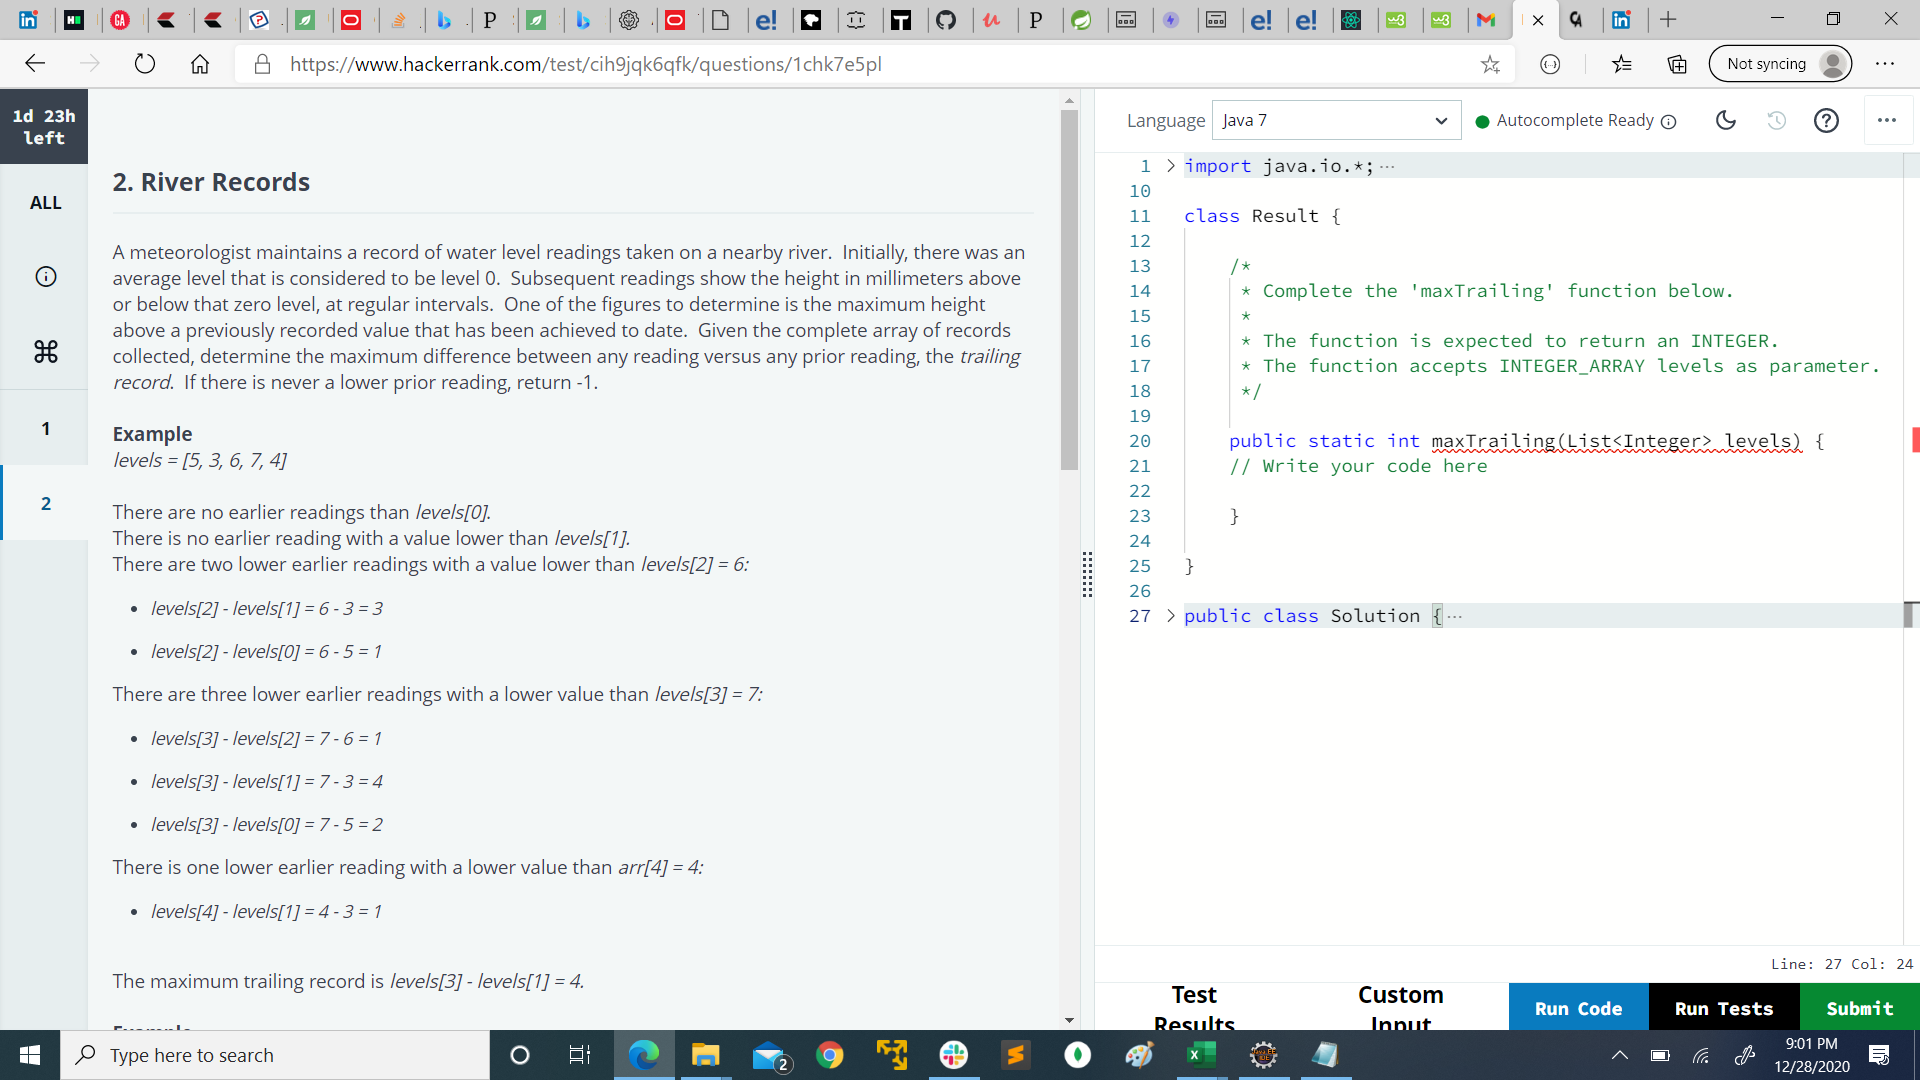 https://www.hackerrank.com/test/cih9jqk6qfk/questions/1chk7e5pl
Not syncing
1d 23h
left
ALL
1
2
2. River Records
A meteorologist maintains a record of water level readings taken on a nearby river. Initially, there was an
average level that is considered to be level 0. Subsequent readings show the height in millimeters above
or below that zero level, at regular intervals. One of the figures to determine is the maximum height
above a previously recorded value that has been achieved to date. Given the complete array of records
collected, determine the maximum difference between any reading versus any prior reading, the trailing
record. If there is never a lower prior reading, return -1.
Example
levels = [5, 3, 6, 7, 4]
There are no earlier readings than levels[0].
There is no earlier reading with a value lower than levels[1].
There are two lower earlier readings with a value lower than levels[2] = 6:
• levels[2] - levels[1] = 6 - 3 = 3
• levels[2] - levels[0] = 6 - 5 = 1
There are three lower earlier readings with a lower value than levels[3] = 7:
• levels[3] - levels[2] = 7 - 6 = 1
• levels[3] - levels[1] = 7 - 3 = 4
• levels[3] - levels[0] = 7 - 5 = 2
There is one lower earlier reading with a lower value than arr[4] = 4:
• levels[4] - levels[1] = 4 - 3 = 1
The maximum trailing record is levels[3] - levels[1] = 4.
Example
Language Java 7 Autocomplete Ready
1 import java.io.*;···
10
11 class Result {
12
13 /*
14 * Complete the 'maxTrailing' function below.
15 *
16 * The function is expected to return an INTEGER.
17 * The function accepts INTEGER_ARRAY levels as parameter.
18 */
19
20 public static int maxTrailing(List<Integer> levels) {
21 // Write your code here
22
23 }
24
25 }
26
27 public class Solution {···
Line: 27 Col: 24
Test
Results
Custom
Input
Run Code
Run Tests
Submit
Type here to search
2
9:01 PM
12/28/2020